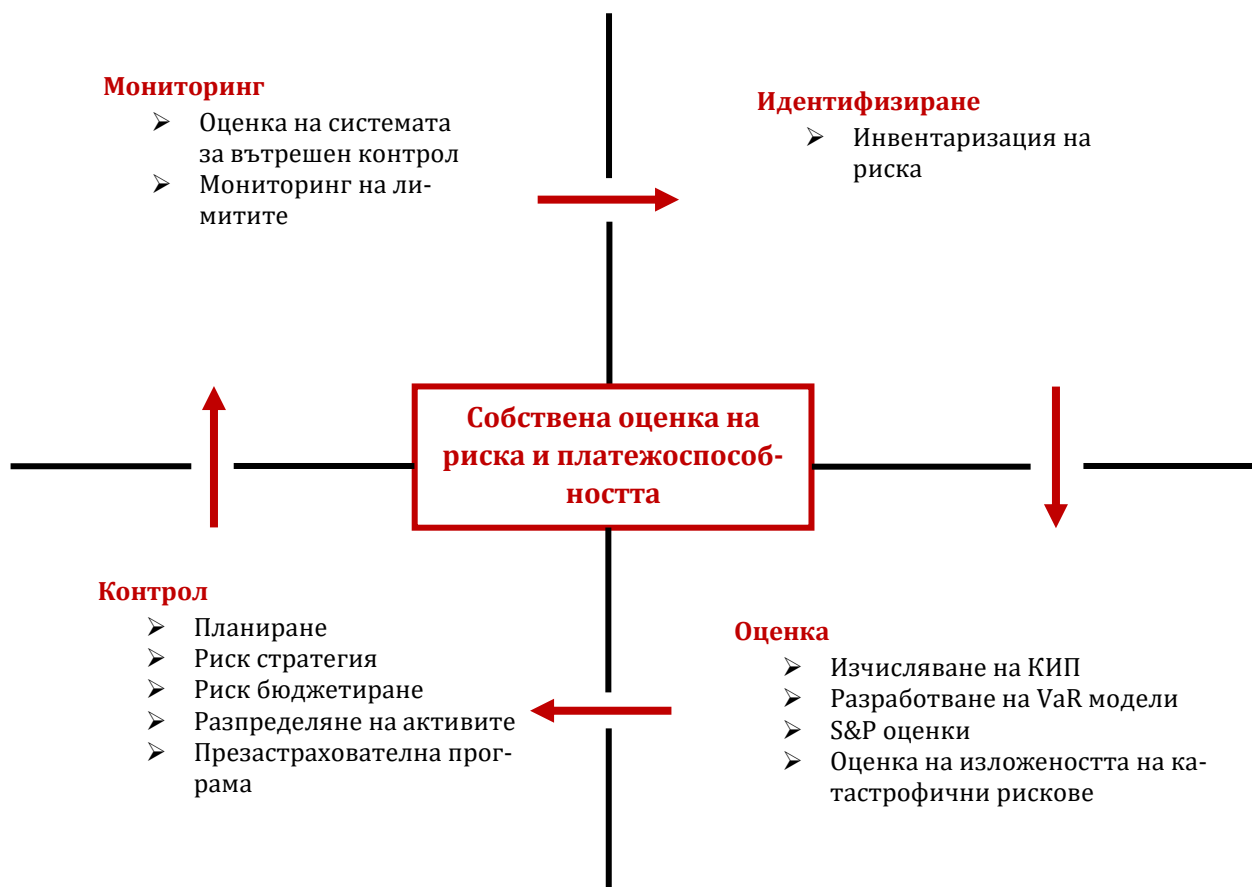 Мониторинг
➢ Оценка на системата
за вътрешен контрол
➢ Мониторинг на ли-
митите
Идентифизиране
➢ Инвентаризация на
риска
Собствена оценка на
риска и платежоспособ-
ността
Контрол
➢ Планиране
➢ Риск стратегия
➢ Риск бюджетиране
➢ Разпределяне на активите
➢ Презастрахователна прог-
рама
Оценка
➢ Изчисляване на КИП
➢ Разработване на VaR модели
➢ S&P оценки
➢ Оценка на изложеността на ка-
тастрофични рискове